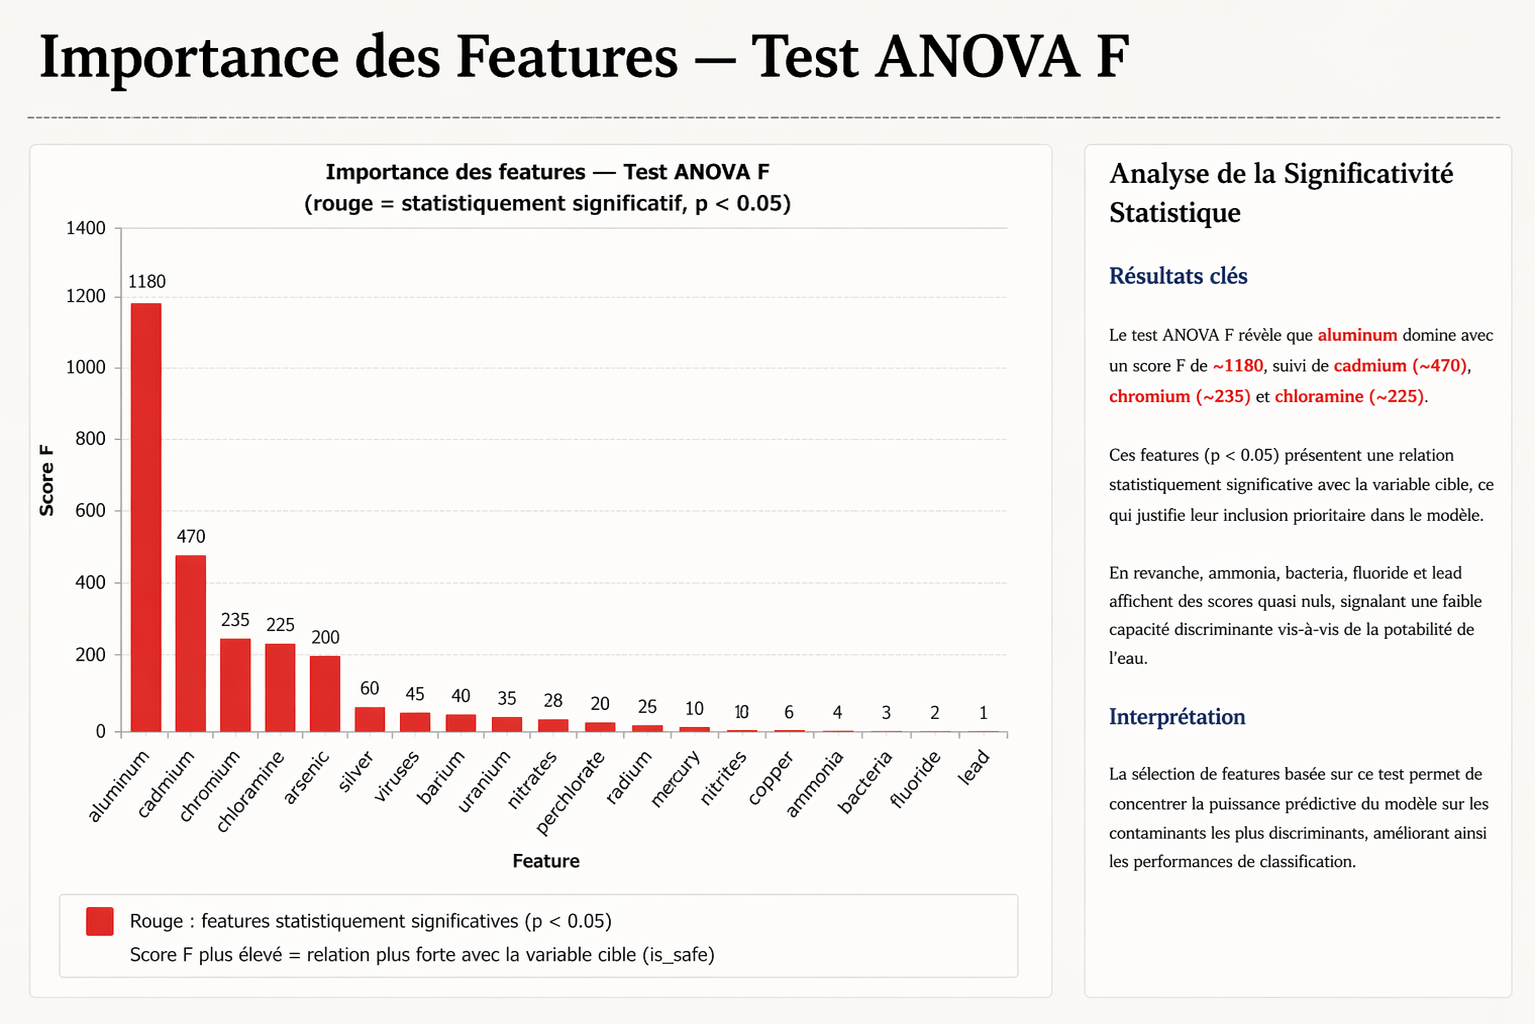 Importance des Features — Test ANOVA F
Importance des features — Test ANOVA F
(rouge = statistiquement significatif, p < 0.05)
1400
1200
1000
800
600
400
200
0
Score F
1180
470
235
225
200
60
45
40
35
28
20
25
10
6
4
3
2
1
aluminum
cadmium
chromium
chloramine
arsenic
silver
viruses
barium
uranium
nitrates
perchlorate
radium
mercury
nitrites
copper
ammonia
bacteria
fluoride
lead
Feature
Rouge : features statistiquement significatives (p < 0.05)
Score F plus élevé = relation plus forte avec la variable cible (is_safe)
Analyse de la Significativité
Statistique
Résultats clés
Le test ANOVA F révèle que aluminum domine avec
un score F de ~1180, suivi de cadmium (~470),
chromium (~235) et chloramine (~225).
Ces features (p < 0.05) présentent une relation
statistiquement significative avec la variable cible, ce
qui justifie leur inclusion prioritaire dans le modèle.
En revanche, ammonia, bacteria, fluoride et lead
affichent des scores quasi nuls, signalant une faible
capacité discriminante vis-à-vis de la potabilité de
l'eau.
Interprétation
La sélection de features basée sur ce test permet de
concentrer la puissance prédictive du modèle sur les
contaminants les plus discriminants, améliorant ainsi
les performances de classification.